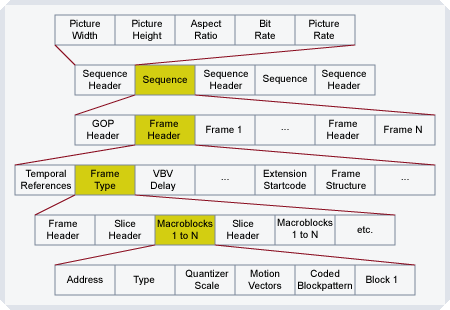 Picture Width Picture Height Aspect Ratio Bit Rate Picture Rate
Sequence Header Sequence Sequence Header Sequence Sequence Header
GOP Header Frame Header Frame 1 ... Frame Header Frame N
Temporal References Frame Type VBV Delay ... Extension Startcode Frame Structure ...
Frame Header Slice Header Macroblocks 1 to N Slice Header Macroblocks 1 to N etc.
Address Type Quantizer Scale Motion Vectors Coded Blockpattern Block 1